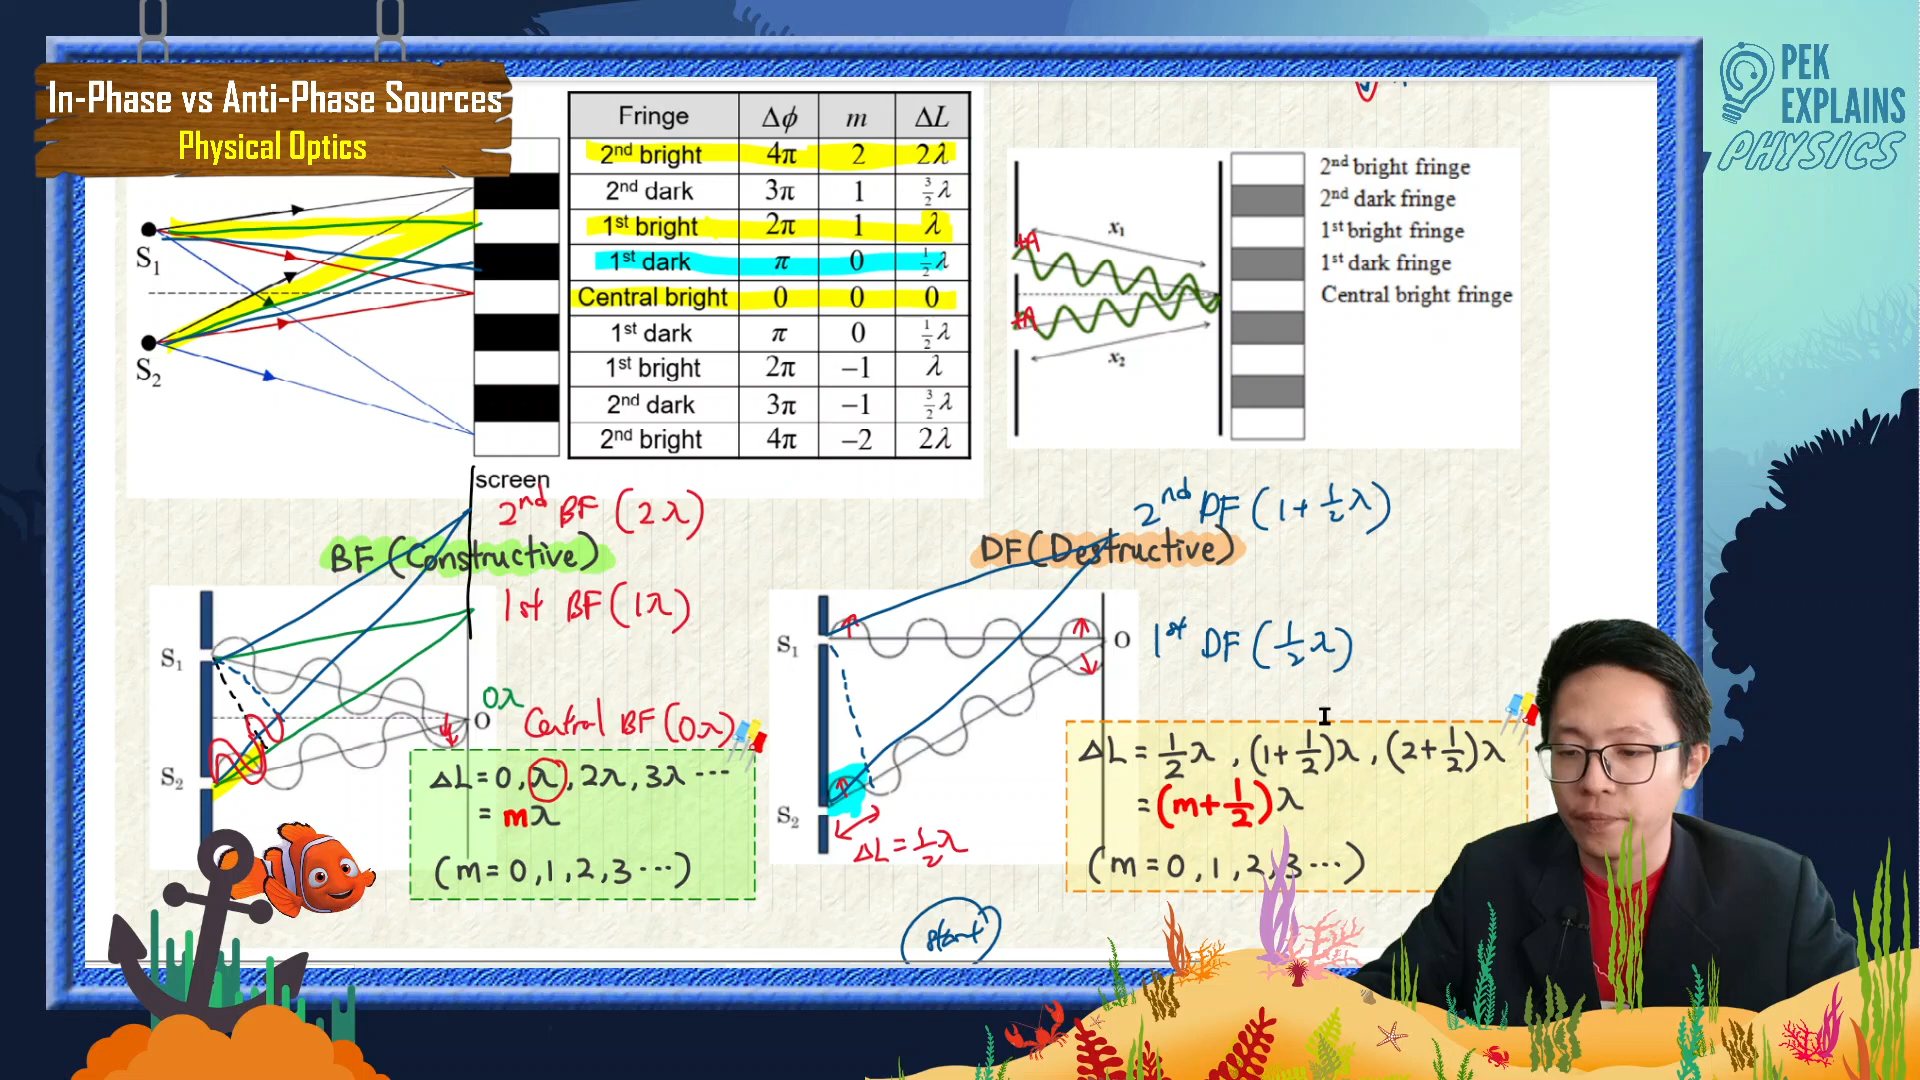 In-Phase vs Anti-Phase Sources
Physical Optics
PEK
EXPLAINS
PHYSICS
S₁
S₂
screen
Fringe Δϕ m ΔL
2nd bright 4π 2 2λ
2nd dark 3π 1 3/2 λ
1st bright 2π 1 λ
1st dark π 0 1/2 λ
Central bright 0 0 0
1st dark π 0 1/2 λ
1st bright 2π −1 λ
2nd dark 3π −1 3/2 λ
2nd bright 4π −2 2λ
+A
+A
x₁
x₂
2nd bright fringe
2nd dark fringe
1st bright fringe
1st dark fringe
Central bright fringe
2nd BF (2λ)
BF (Constructive)
1st BF (1λ)
S₁
S₂
0λ
O
Central BF (0λ)
ΔL = 0, λ, 2λ, 3λ ...
= mλ
(m = 0, 1, 2, 3 ...)
2nd DF (1+½λ)
DF (Destructive)
1st DF (½λ)
S₁
S₂
O
ΔL = ½λ
ΔL = ½λ, (1+½)λ, (2+½)λ
= (m+½)λ
(m = 0, 1, 2, 3 ...)
start